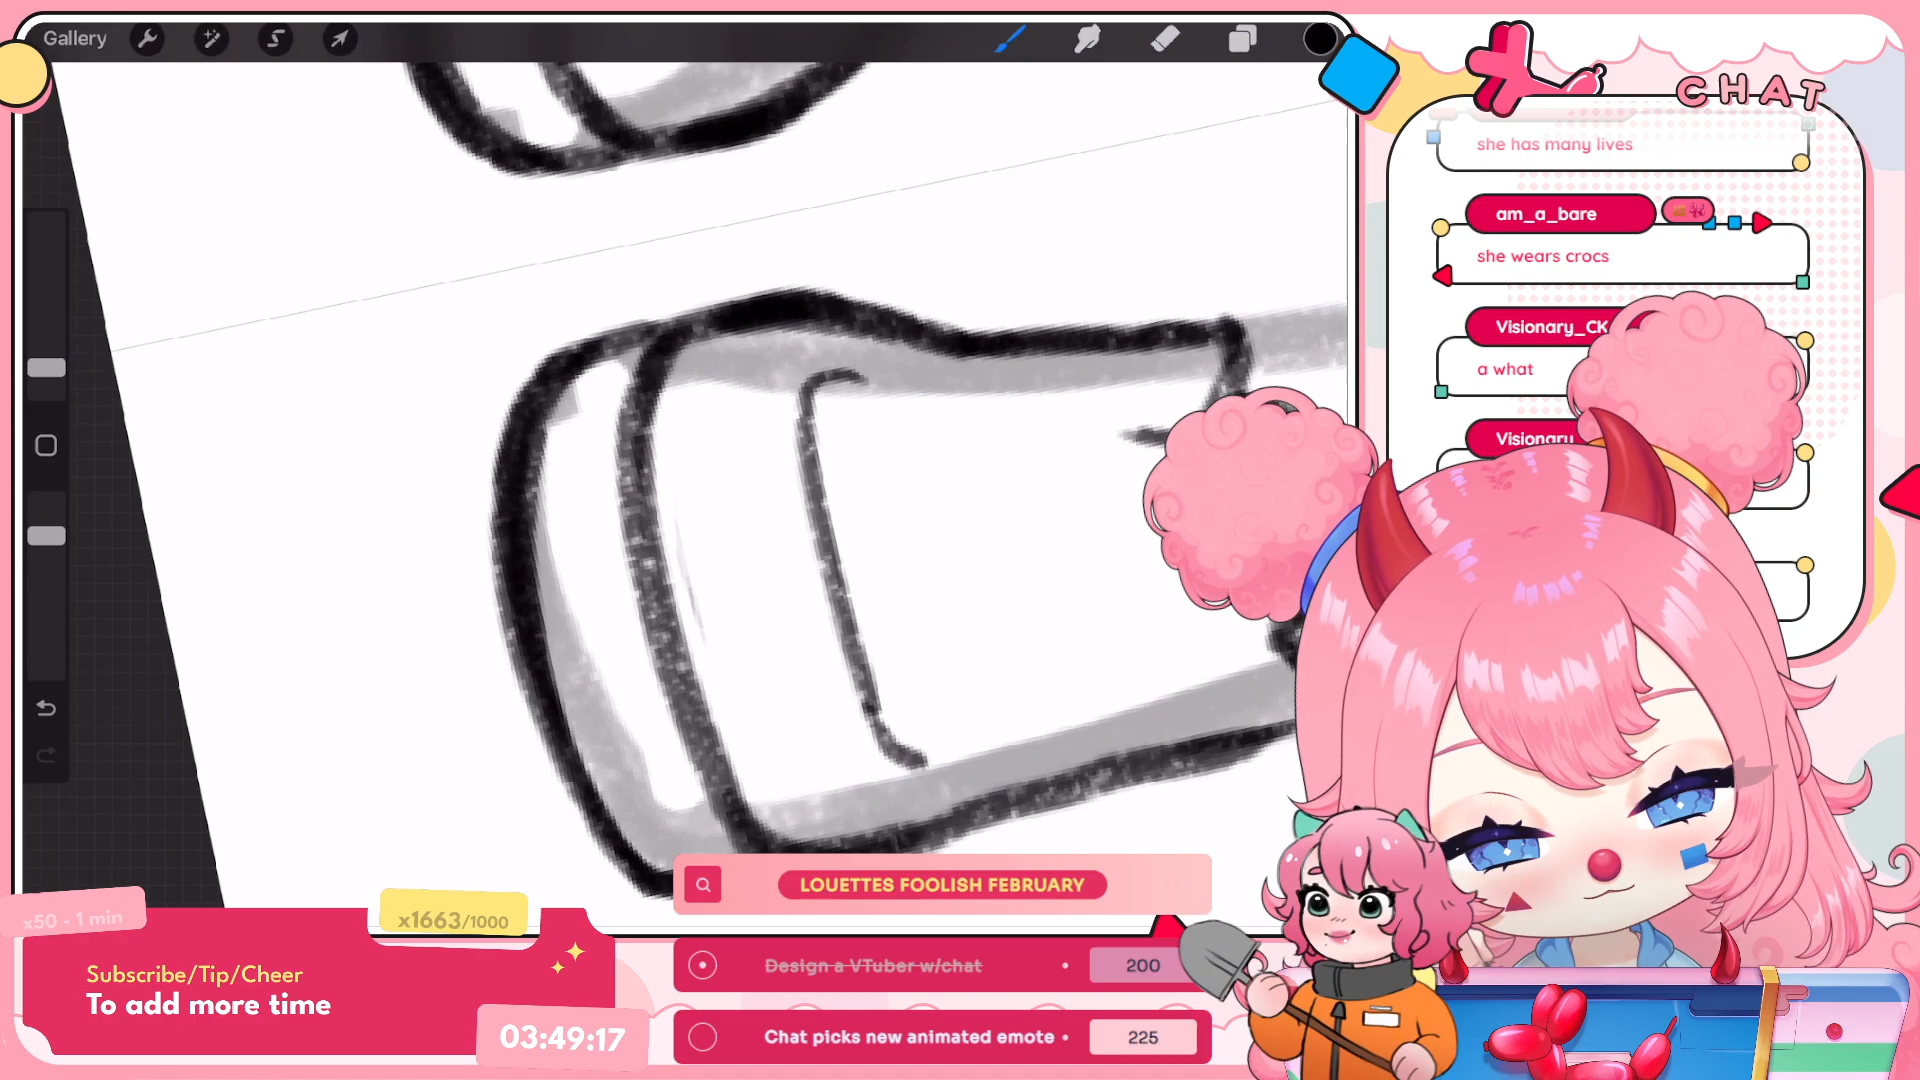 Gallery
CHAT
she has many lives
am_a_bare
she wears crocs
Visionary_CK
a what
Visionary
LOUETTES FOOLISH FEBRUARY
x50 - 1 min
x1663/1000
Subscribe/Tip/Cheer
To add more time
03:49:17
Design a VTuber w/chat • 200
Chat picks new animated emote • 225